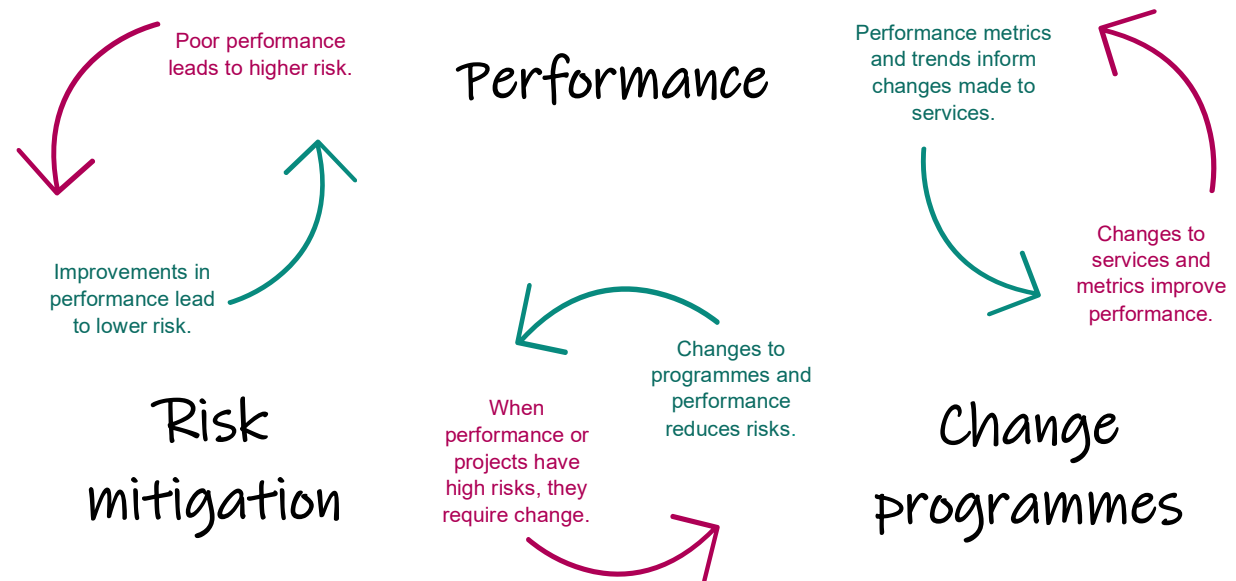 Poor performance
leads to higher risk.
Performance
Performance metrics
and trends inform
changes made to
services.
Improvements in
performance lead
to lower risk.
Changes to
services and
metrics improve
performance.
Changes to
programmes and
performance
reduces risks.
When
performance or
projects have
high risks, they
require change.
Risk
mitigation
Change
programmes